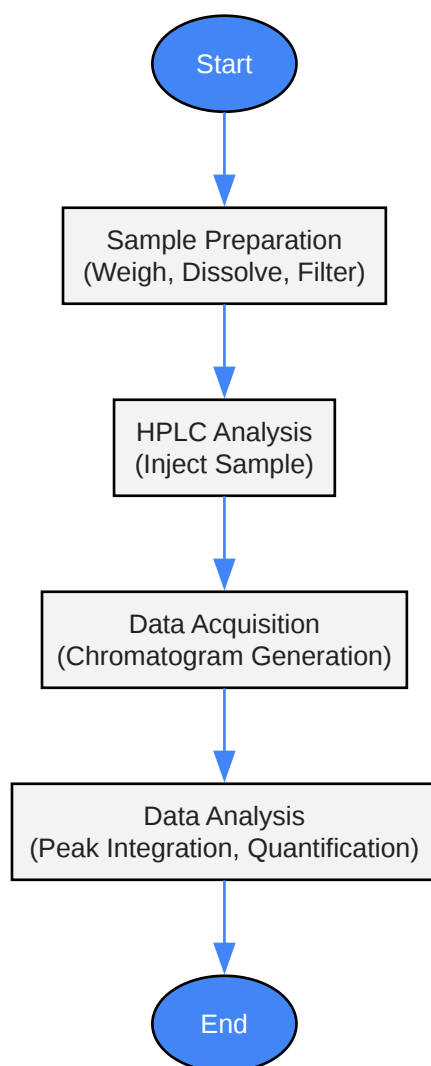 Start
Sample Preparation
(Weigh, Dissolve, Filter)
HPLC Analysis
(Inject Sample)
Data Acquisition
(Chromatogram Generation)
Data Analysis
(Peak Integration, Quantification)
End